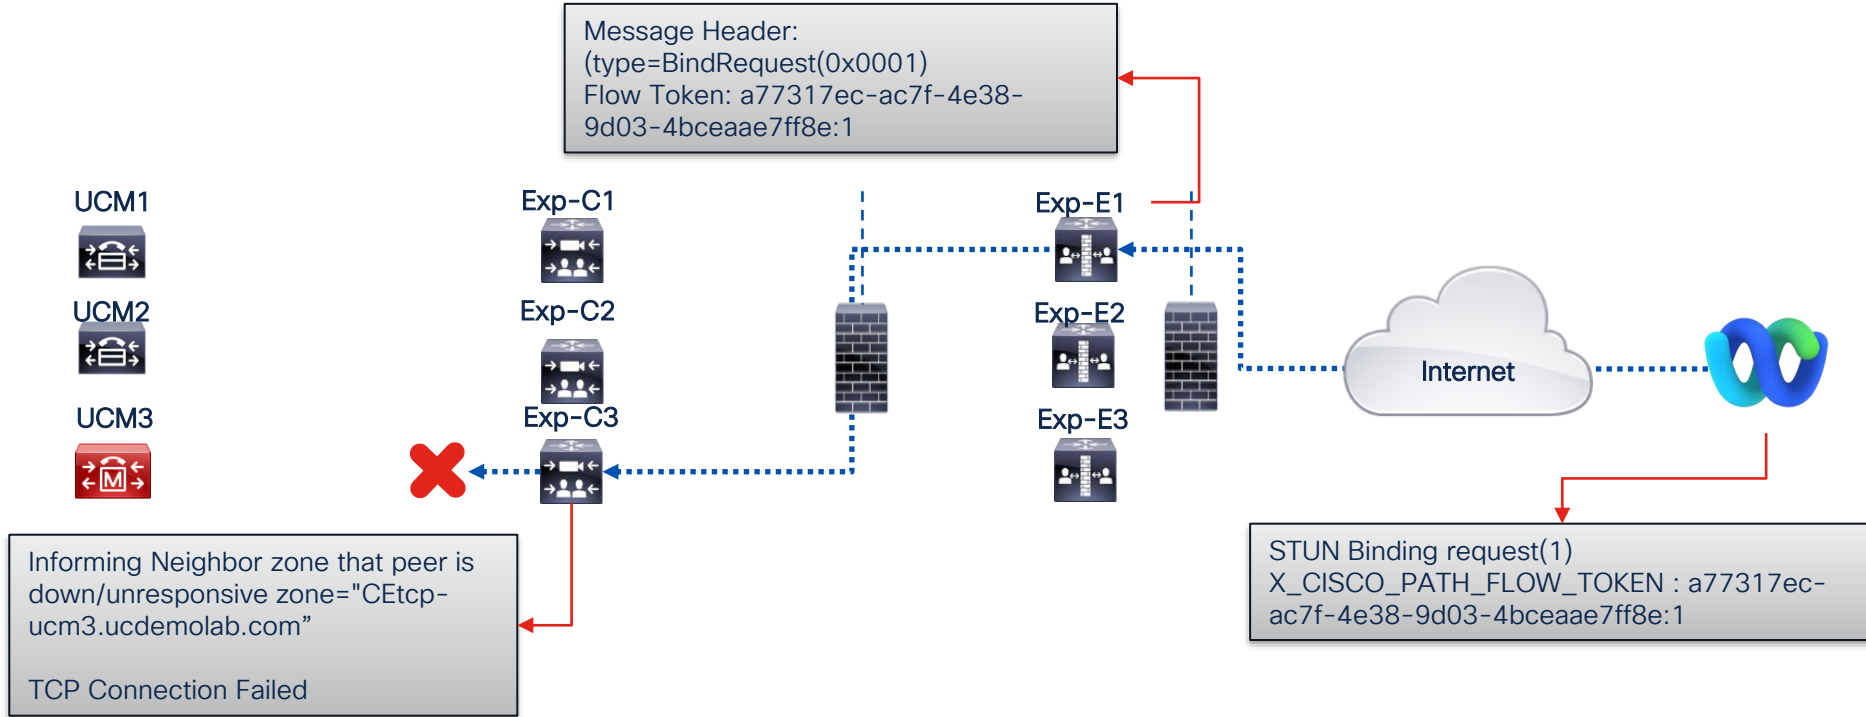 Message Header:
(type=BindRequest(0x0001)
Flow Token: a77317ec-ac7f-4e38-
9d03-4bceaae7ff8e:1
UCM1
Exp-C1
Exp-E1
UCM2
Exp-C2
Exp-E2
Internet
UCM3
Exp-C3
Exp-E3
M
Informing Neighbor zone that peer is
down/unresponsive zone="CEtcp-
ucm3.ucdemolab.com”
TCP Connection Failed
STUN Binding request(1)
X_CISCO_PATH_FLOW_TOKEN : a77317ec-
ac7f-4e38-9d03-4bceaae7ff8e:1